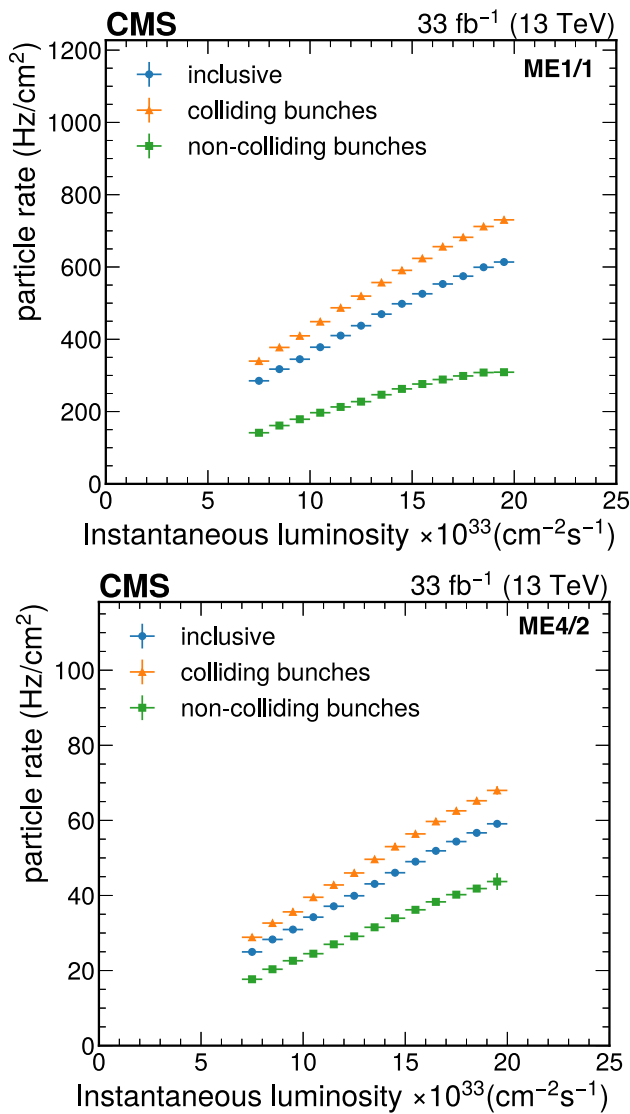 CMS 33 fb⁻¹ (13 TeV)
ME1/1
inclusive
colliding bunches
non-colliding bunches
particle rate (Hz/cm²)
1200
1000
800
600
400
200
0
0 5 10 15 20 25
Instantaneous luminosity ×10³³(cm⁻²s⁻¹)
CMS 33 fb⁻¹ (13 TeV)
ME4/2
inclusive
colliding bunches
non-colliding bunches
particle rate (Hz/cm²)
100
80
60
40
20
0
0 5 10 15 20 25
Instantaneous luminosity ×10³³(cm⁻²s⁻¹)